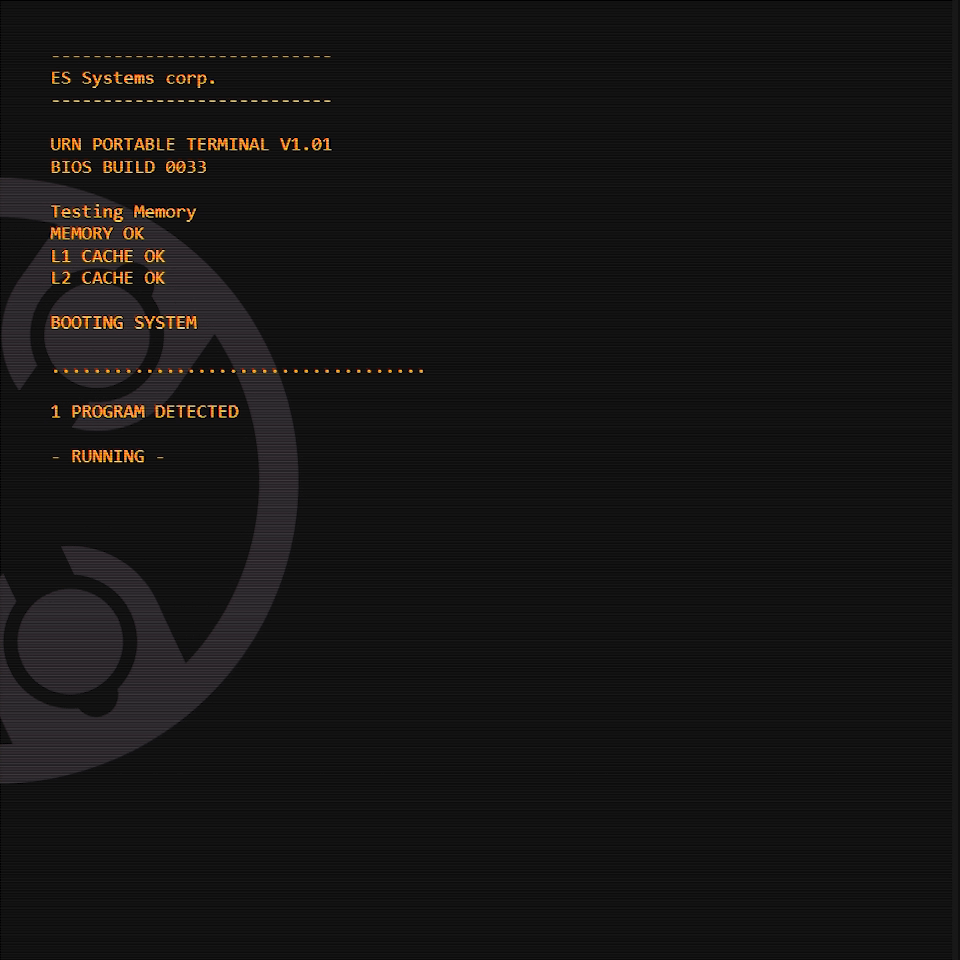 ---------------------------
ES Systems corp.
---------------------------
URN PORTABLE TERMINAL V1.01
BIOS BUILD 0033
Testing Memory
MEMORY OK
L1 CACHE OK
L2 CACHE OK
BOOTING SYSTEM
....................................
1 PROGRAM DETECTED
- RUNNING -